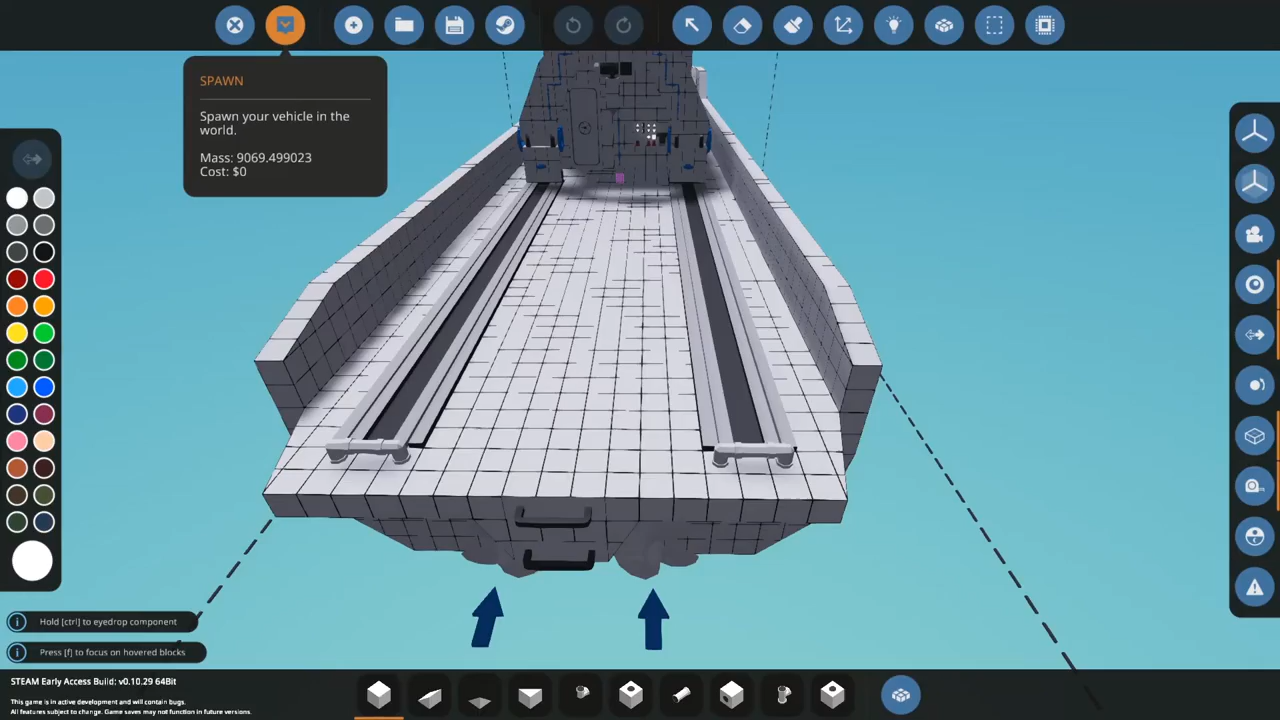 SPAWN
Spawn your vehicle in the
world.
Mass: 9069.499023
Cost: $0
Hold [ctrl] to eyedrop component
Press [f] to focus on hovered blocks
STEAM Early Access Build: v0.10.29 64Bit
This game is in active development and will contain bugs.
All features subject to change. Game saves may not function in future versions.